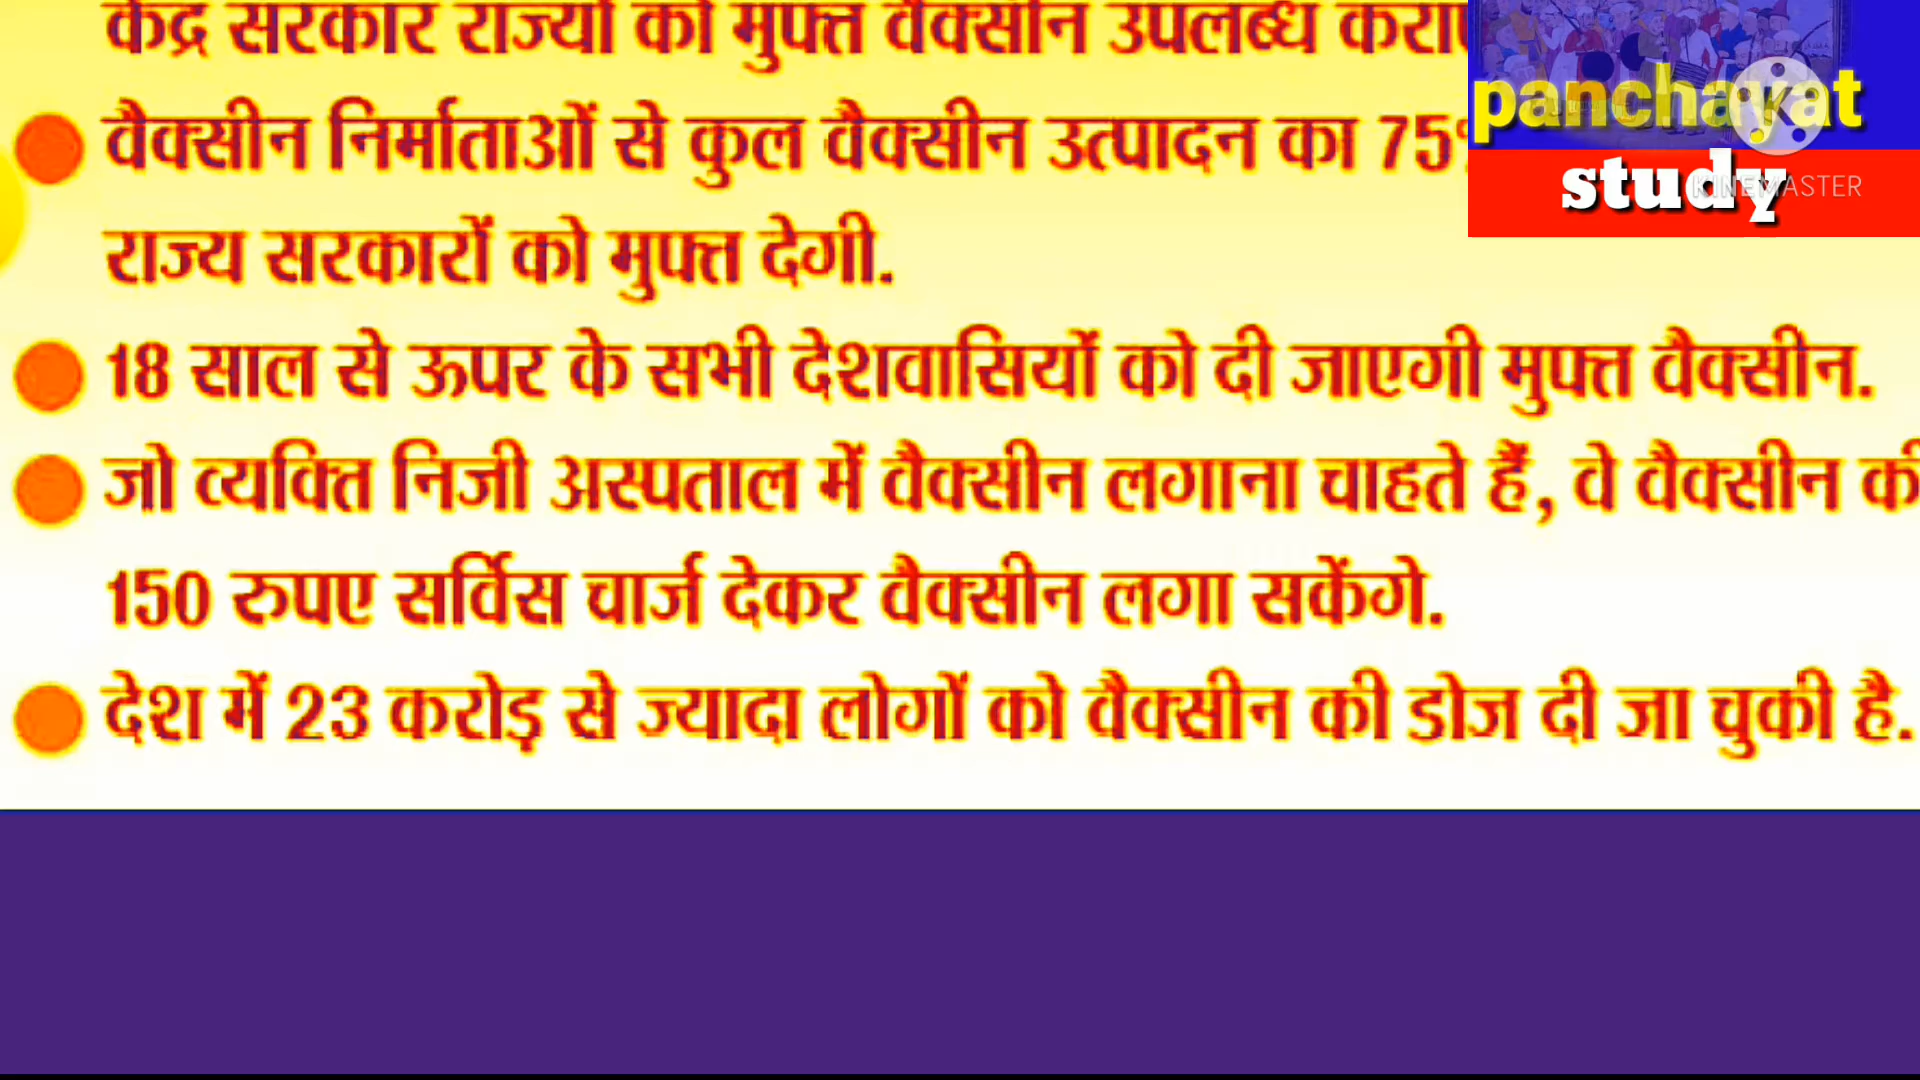 केंद्र सरकार राज्यों को मुफ्त वैक्सीन उपलब्ध
वैक्सीन निर्माताओं से कुल वैक्सीन उत्पादन का 75%
राज्य सरकारों को मुफ्त देगी.
18 साल से ऊपर के सभी देशवासियों को दी जाएगी मुफ्त वैक्सीन.
जो व्यक्ति निजी अस्पताल में वैक्सीन लगाना चाहते हैं, वे वैक्सीन की
150 रुपए सर्विस चार्ज देकर वैक्सीन लगा सकेंगे.
देश में 23 करोड़ से ज्यादा लोगों को वैक्सीन की डोज दी जा चुकी है.
panchayat
study
KINEMASTER